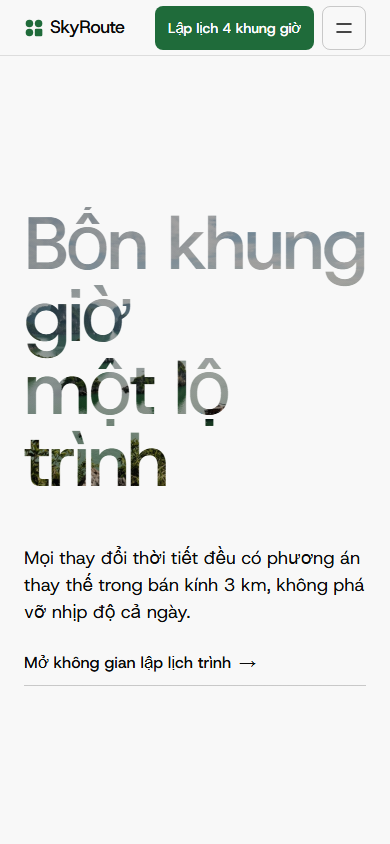 SkyRoute
Lập lịch 4 khung giờ
Bốn khung
giờ
một lộ
trình
Mọi thay đổi thời tiết đều có phương án
thay thế trong bán kính 3 km, không phá
vỡ nhịp độ cả ngày.
Mở không gian lập lịch trình →